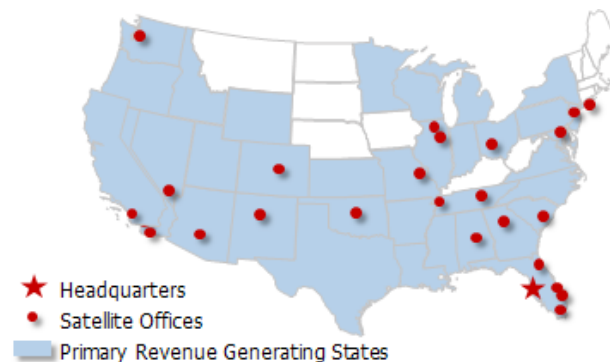 Headquarters
Satellite Offices
Primary Revenue Generating States